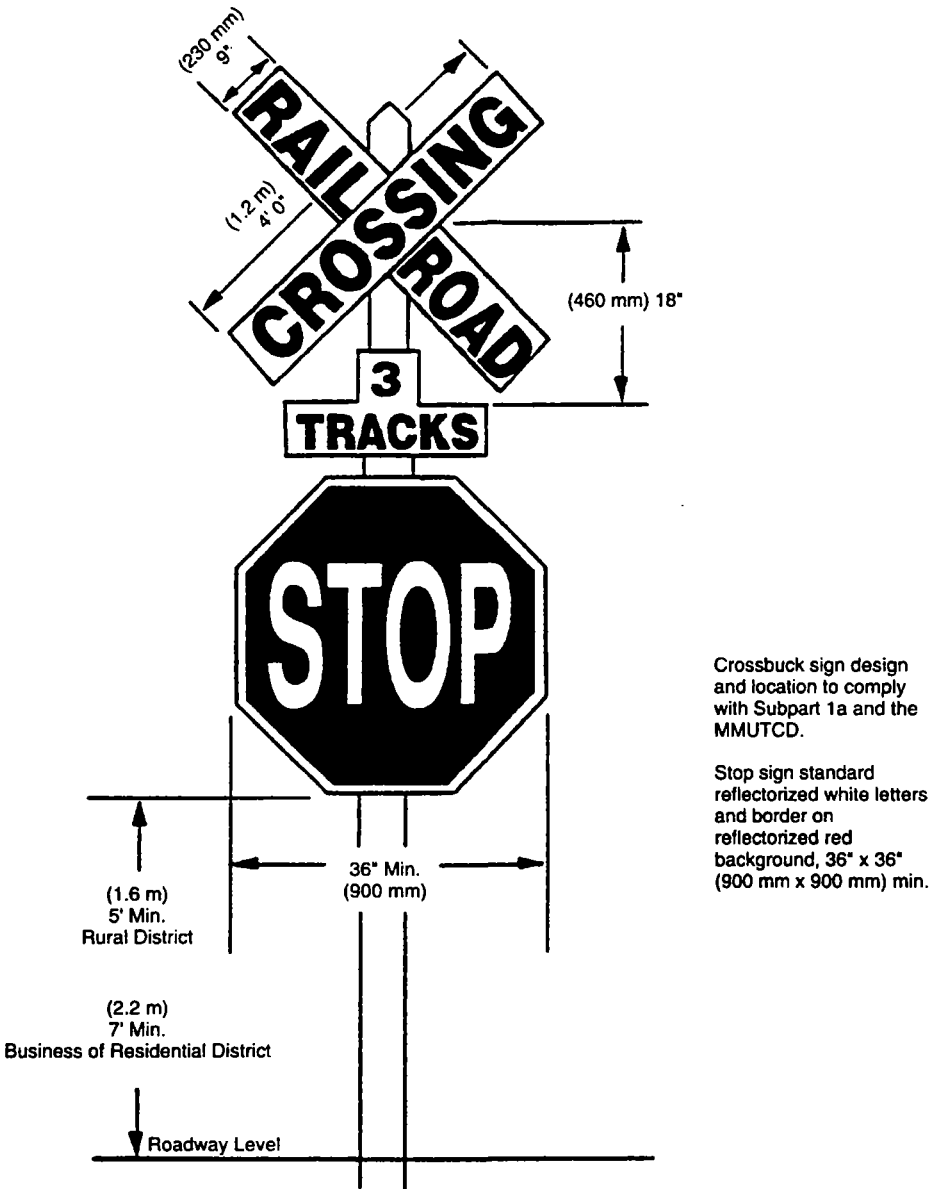 (230 mm)
9"
RAIL
CROSSING
ROAD
(1.2 m)
4' 0"
(460 mm) 18"
3
TRACKS
STOP
Crossbuck sign design
and location to comply
with Subpart 1a and the
MMUTCD.
Stop sign standard
reflectorized white letters
and border on
reflectorized red
background, 36" x 36"
(900 mm x 900 mm) min.
36" Min.
(900 mm)
(1.6 m)
5' Min.
Rural District
(2.2 m)
7' Min.
Business of Residential District
Roadway Level